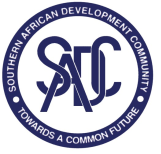 SOUTHERN AFRICAN DEVELOPMENT COMMUNITY
SADC
TOWARDS A COMMON FUTURE